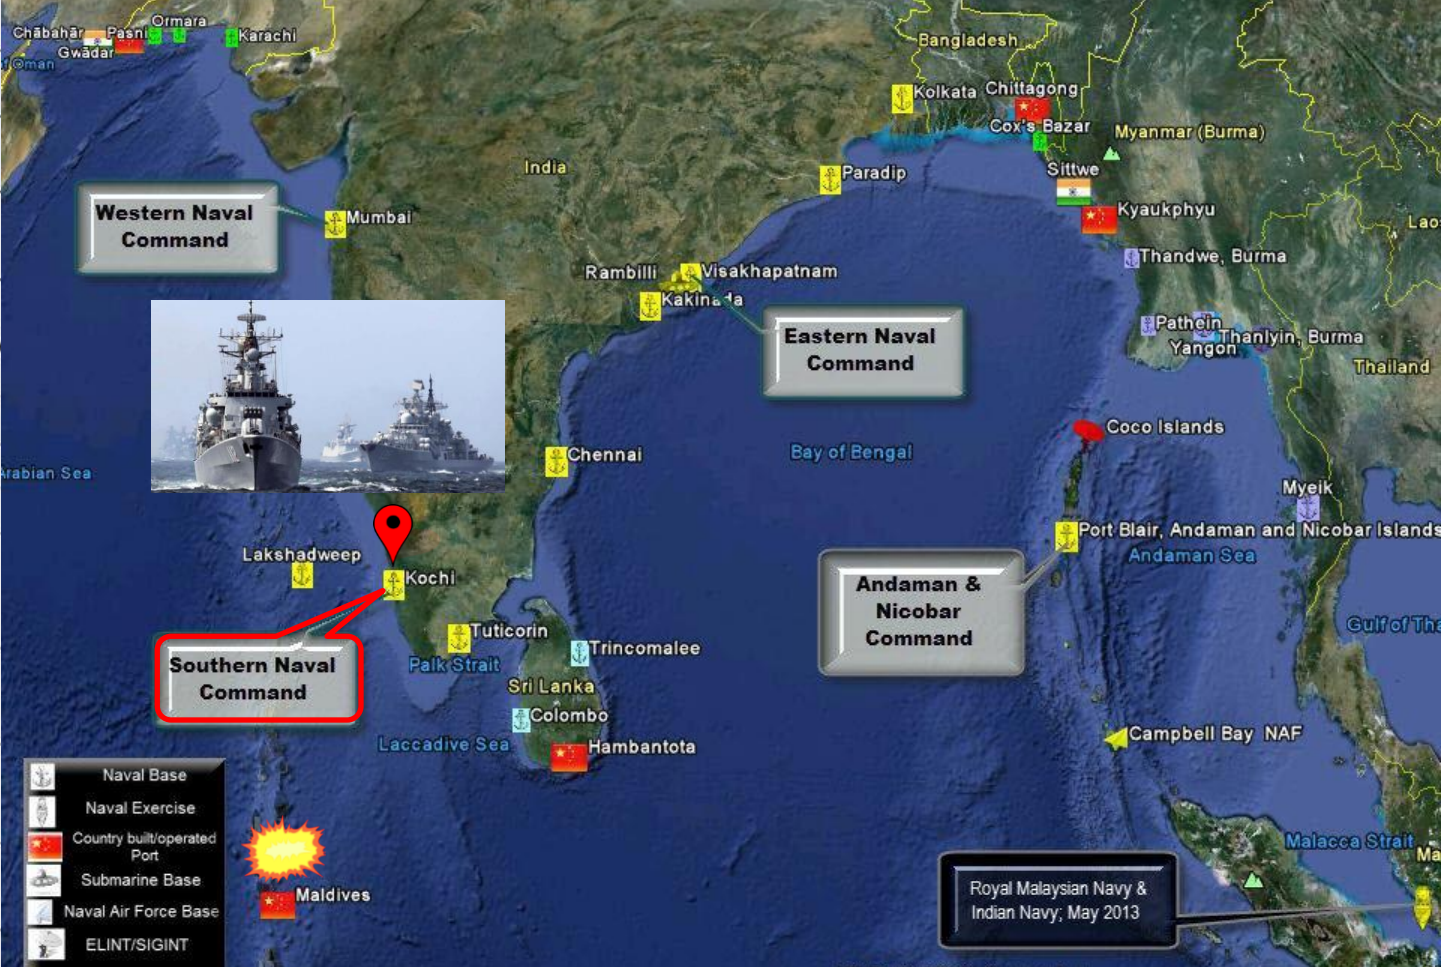 Ormara
Chābahār
Pasni
Karachi
Gwādar
of Oman
Bangladesh
Kolkata
Chittagong
Cox's Bazar
Myanmar (Burma)
India
Paradip
Sittwe
Western Naval
Command
Mumbai
Kyaukphyu
Lao
Thandwe, Burma
Rambilli
Visakhapatnam
Kakinada
Pathein
Thanlyin, Burma
Yangon
Eastern Naval
Command
Thailand
Coco Islands
Chennai
Bay of Bengal
Arabian Sea
Myeik
Port Blair, Andaman and Nicobar Islands
Andaman Sea
Lakshadweep
Kochi
Andaman &
Nicobar
Command
Gulf of Tha
Tuticorin
Trincomalee
Palk Strait
Southern Naval
Command
Sri Lanka
Colombo
Laccadive Sea
Hambantota
Campbell Bay NAF
Naval Base
Naval Exercise
Country built/operated
Port
Submarine Base
Naval Air Force Base
ELINT/SIGINT
Malacca Strait
Ma
Maldives
Royal Malaysian Navy &
Indian Navy; May 2013